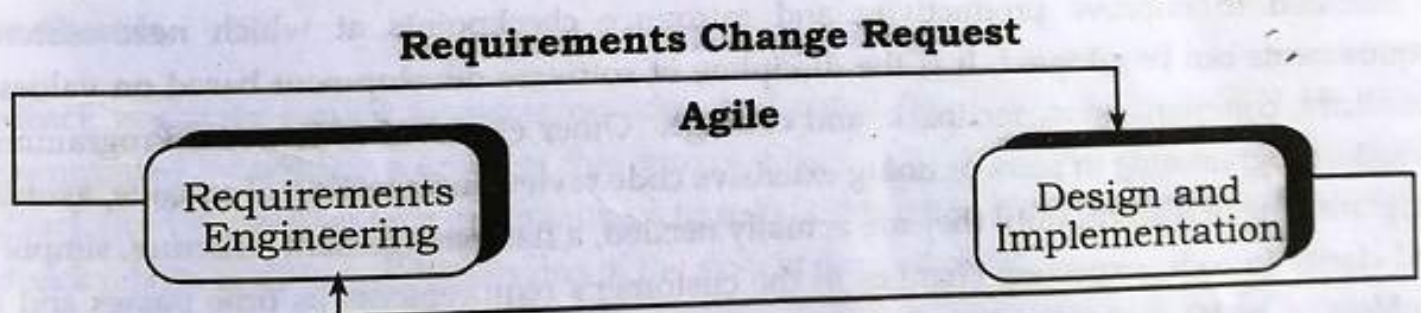 Requirements Change Request
Agile
Requirements
Engineering
Design and
Implementation